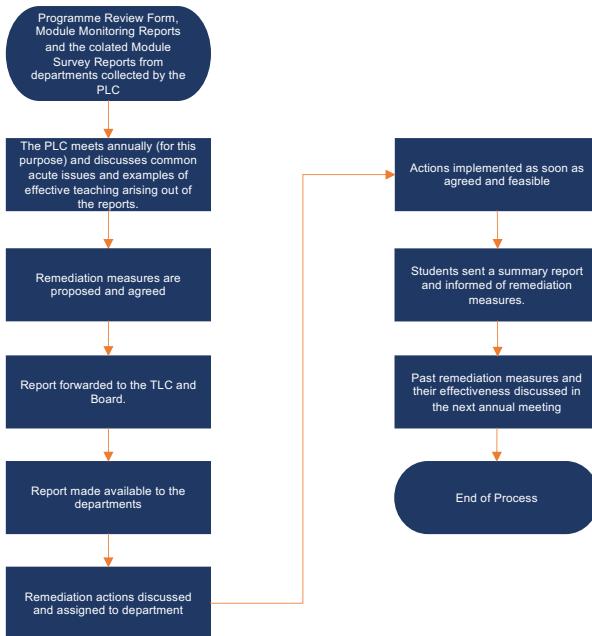 Programme Review Form,
Module Monitoring Reports
and the colated Module
Survey Reports from
departments collected by the
PLC
The PLC meets annually (for this
purpose) and discusses common
acute issues and examples of
effective teaching arising out of
the reports.
Remediation measures are
proposed and agreed
Report forwarded to the TLC and
Board.
Report made available to the
departments
Remediation actions discussed
and assigned to department
Actions implemented as soon as
agreed and feasible
Students sent a summary report
and informed of remediation
measures.
Past remediation measures and
their effectiveness discussed in
the next annual meeting
End of Process